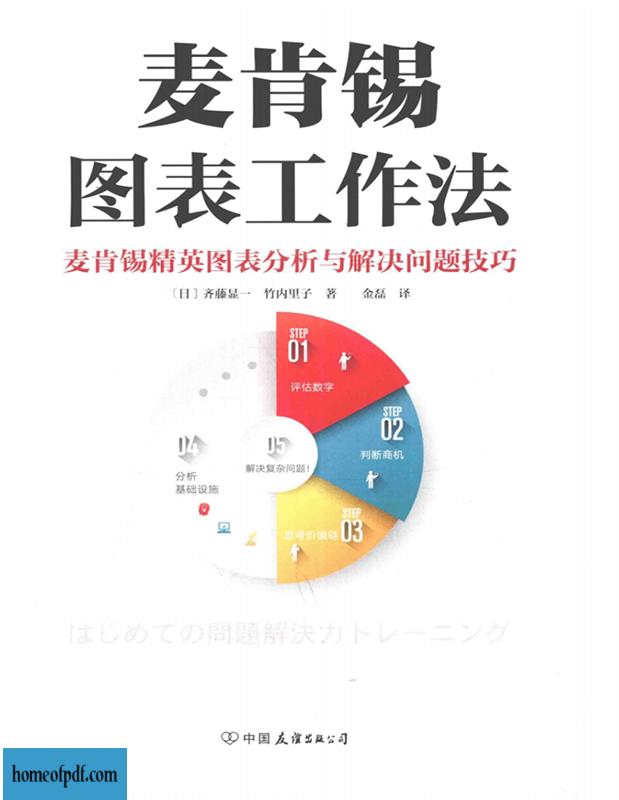 麦肯锡
图表工作法
麦肯锡精英图表分析与解决问题技巧
〔日〕齐藤显一 竹内里子 著 金磊 译
STEP
01
评估数字
STEP
02
判断商机
STEP
03
思考价值链
04
分析
基础设施
05
解决复杂问题!
はじめての問題解決力トレーニング
中国友谊出版公司
homeofpdf.com